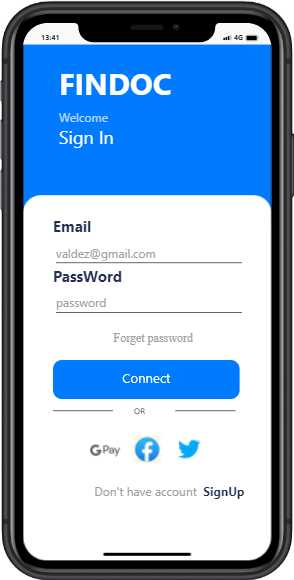 13:41 4G
FINDOC
Welcome
Sign In
Email
valdez@gmail.com
PassWord
password
Forget password
Connect
OR
G Pay
Don't have account SignUp